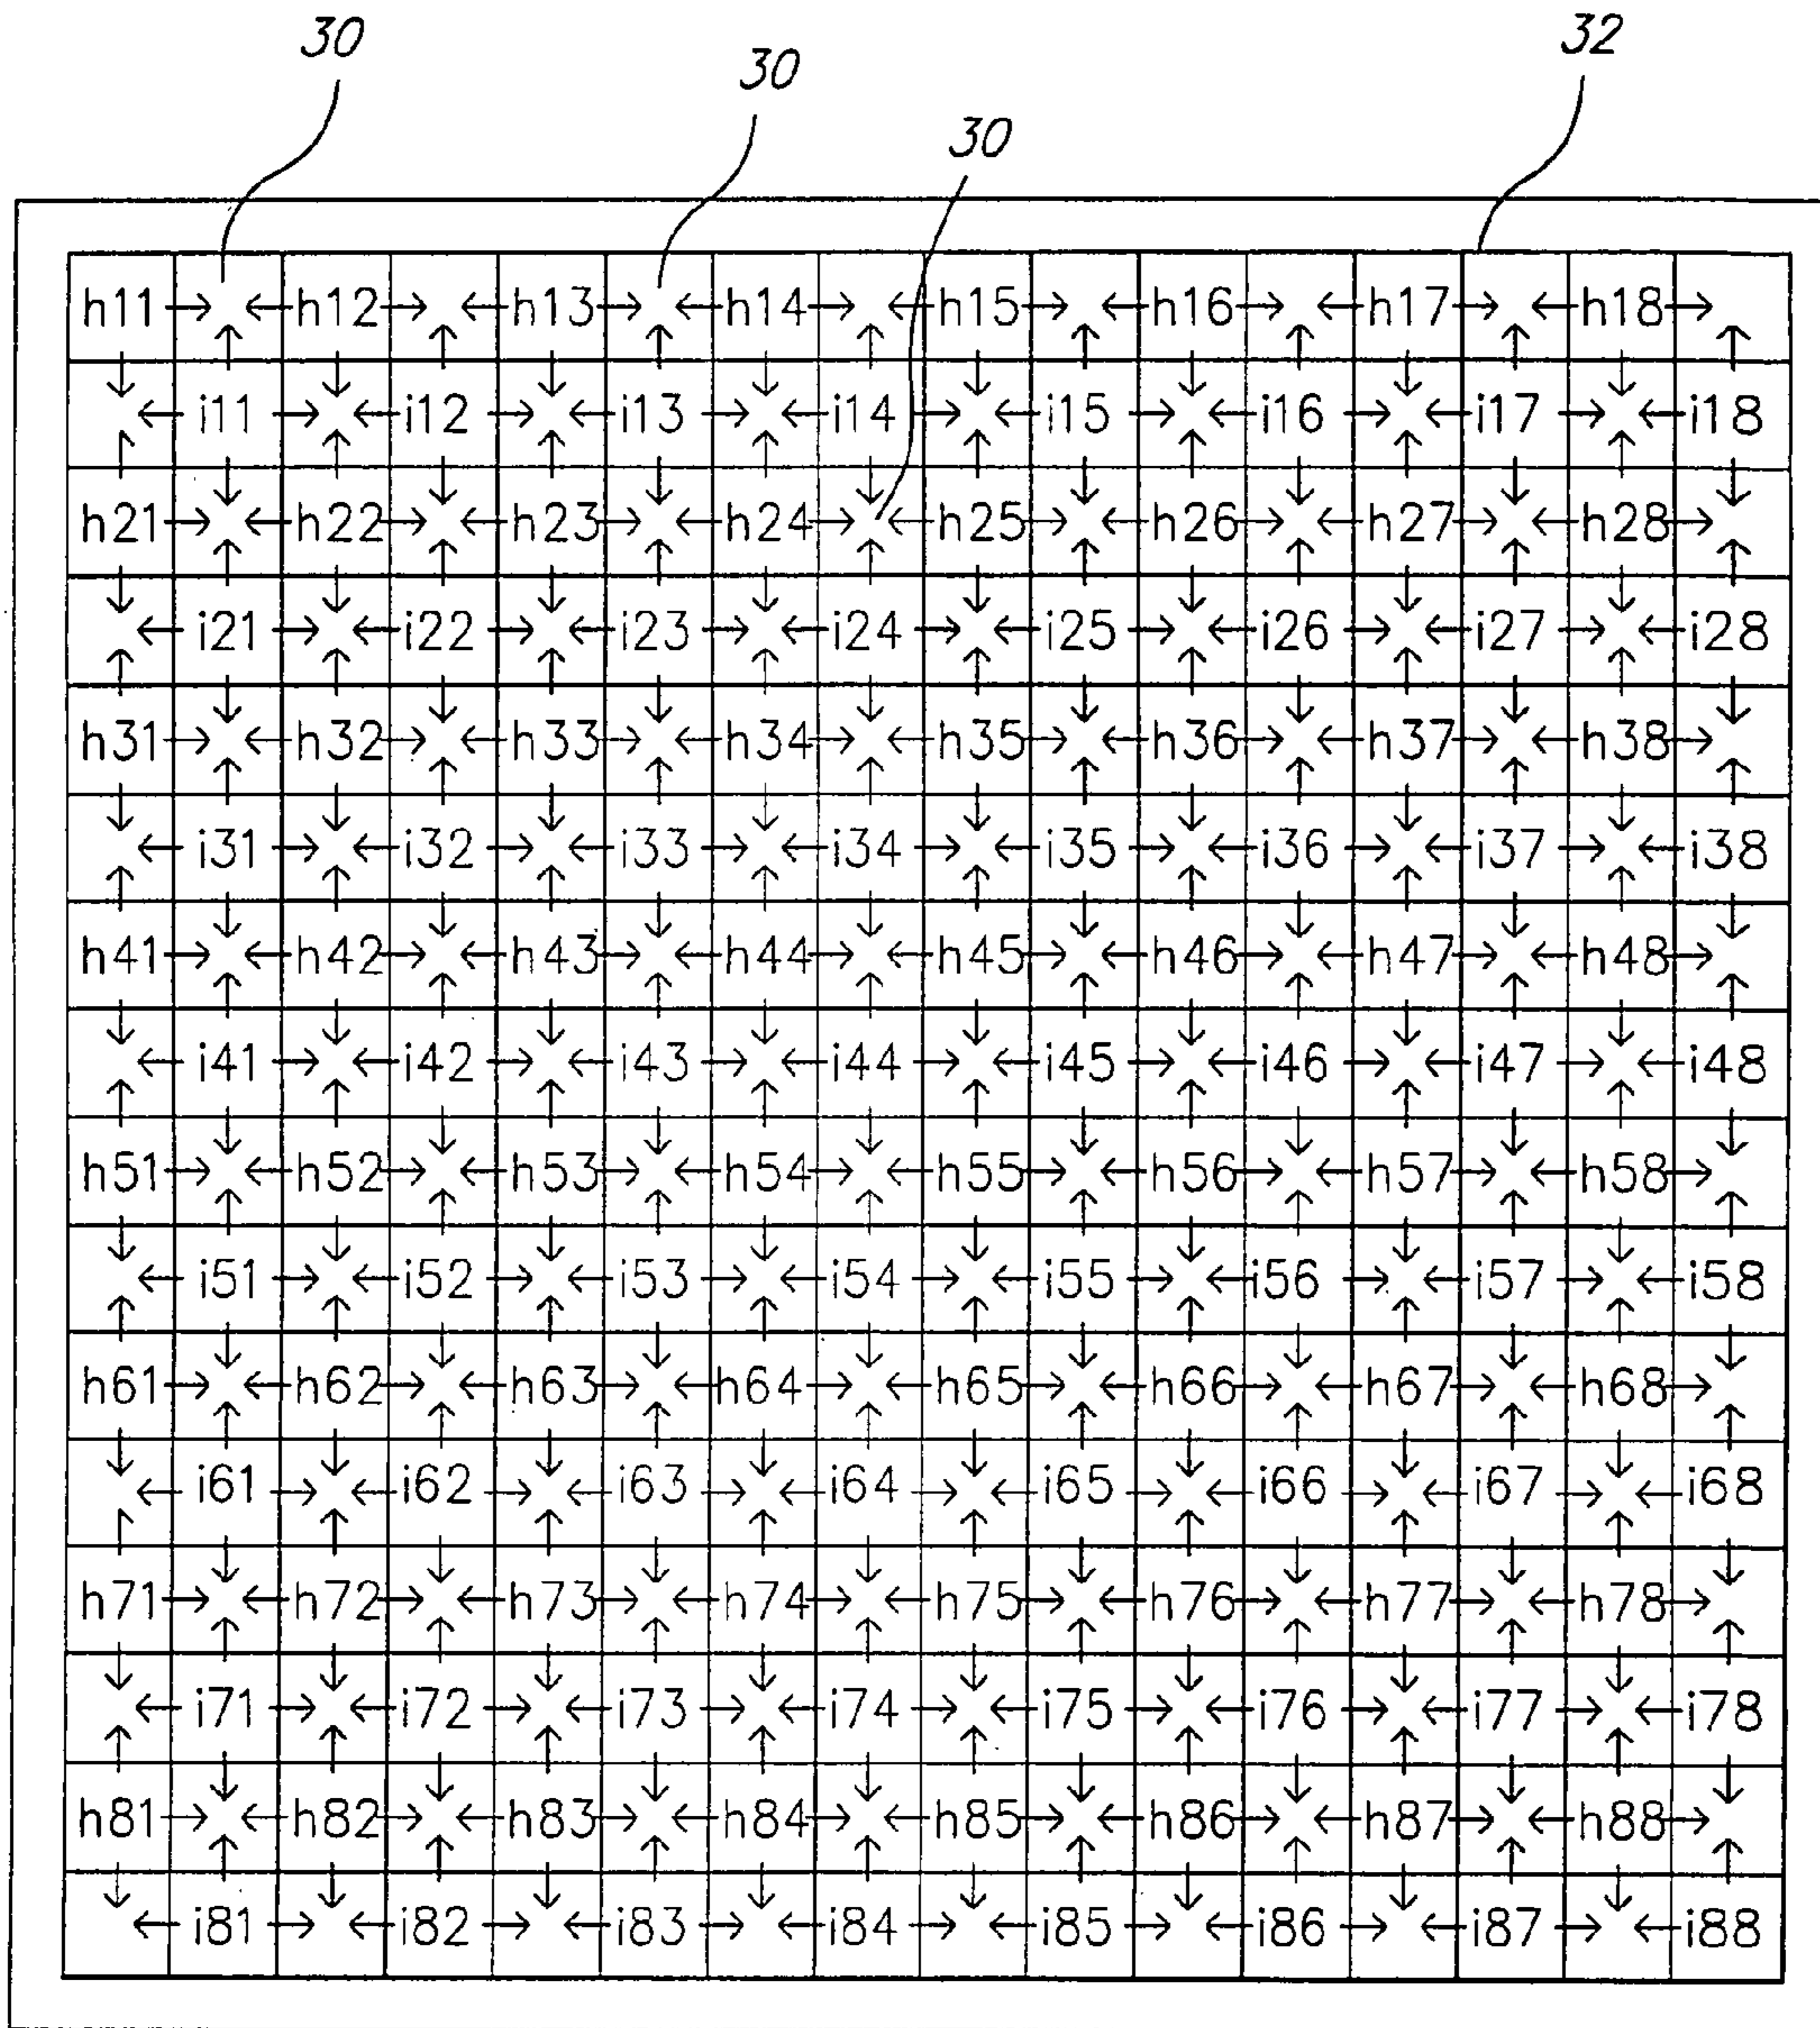 30 30 30 32
h11 h12 h13 h14 h15 h16 h17 h18
i11 i12 i13 i14 i15 i16 i17 i18
h21 h22 h23 h24 h25 h26 h27 h28
i21 i22 i23 i24 i25 i26 i27 i28
h31 h32 h33 h34 h35 h36 h37 h38
i31 i32 i33 i34 i35 i36 i37 i38
h41 h42 h43 h44 h45 h46 h47 h48
i41 i42 i43 i44 i45 i46 i47 i48
h51 h52 h53 h54 h55 h56 h57 h58
i51 i52 i53 i54 i55 i56 i57 i58
h61 h62 h63 h64 h65 h66 h67 h68
i61 i62 i63 i64 i65 i66 i67 i68
h71 h72 h73 h74 h75 h76 h77 h78
i71 i72 i73 i74 i75 i76 i77 i78
h81 h82 h83 h84 h85 h86 h87 h88
i81 i82 i83 i84 i85 i86 i87 i88